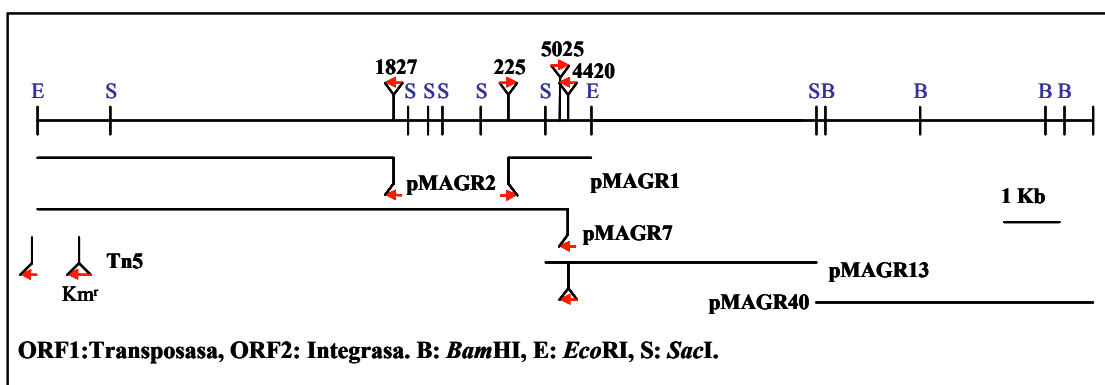 5025
1827 225 4420
E S S S S S S E S B B B B
pMAGR2 pMAGR1
1 Kb
pMAGR7
Tn5
pMAGR13
Kmʳ
pMAGR40
ORF1:Transposasa, ORF2: Integrasa. B: BamHI, E: EcoRI, S: SacI.